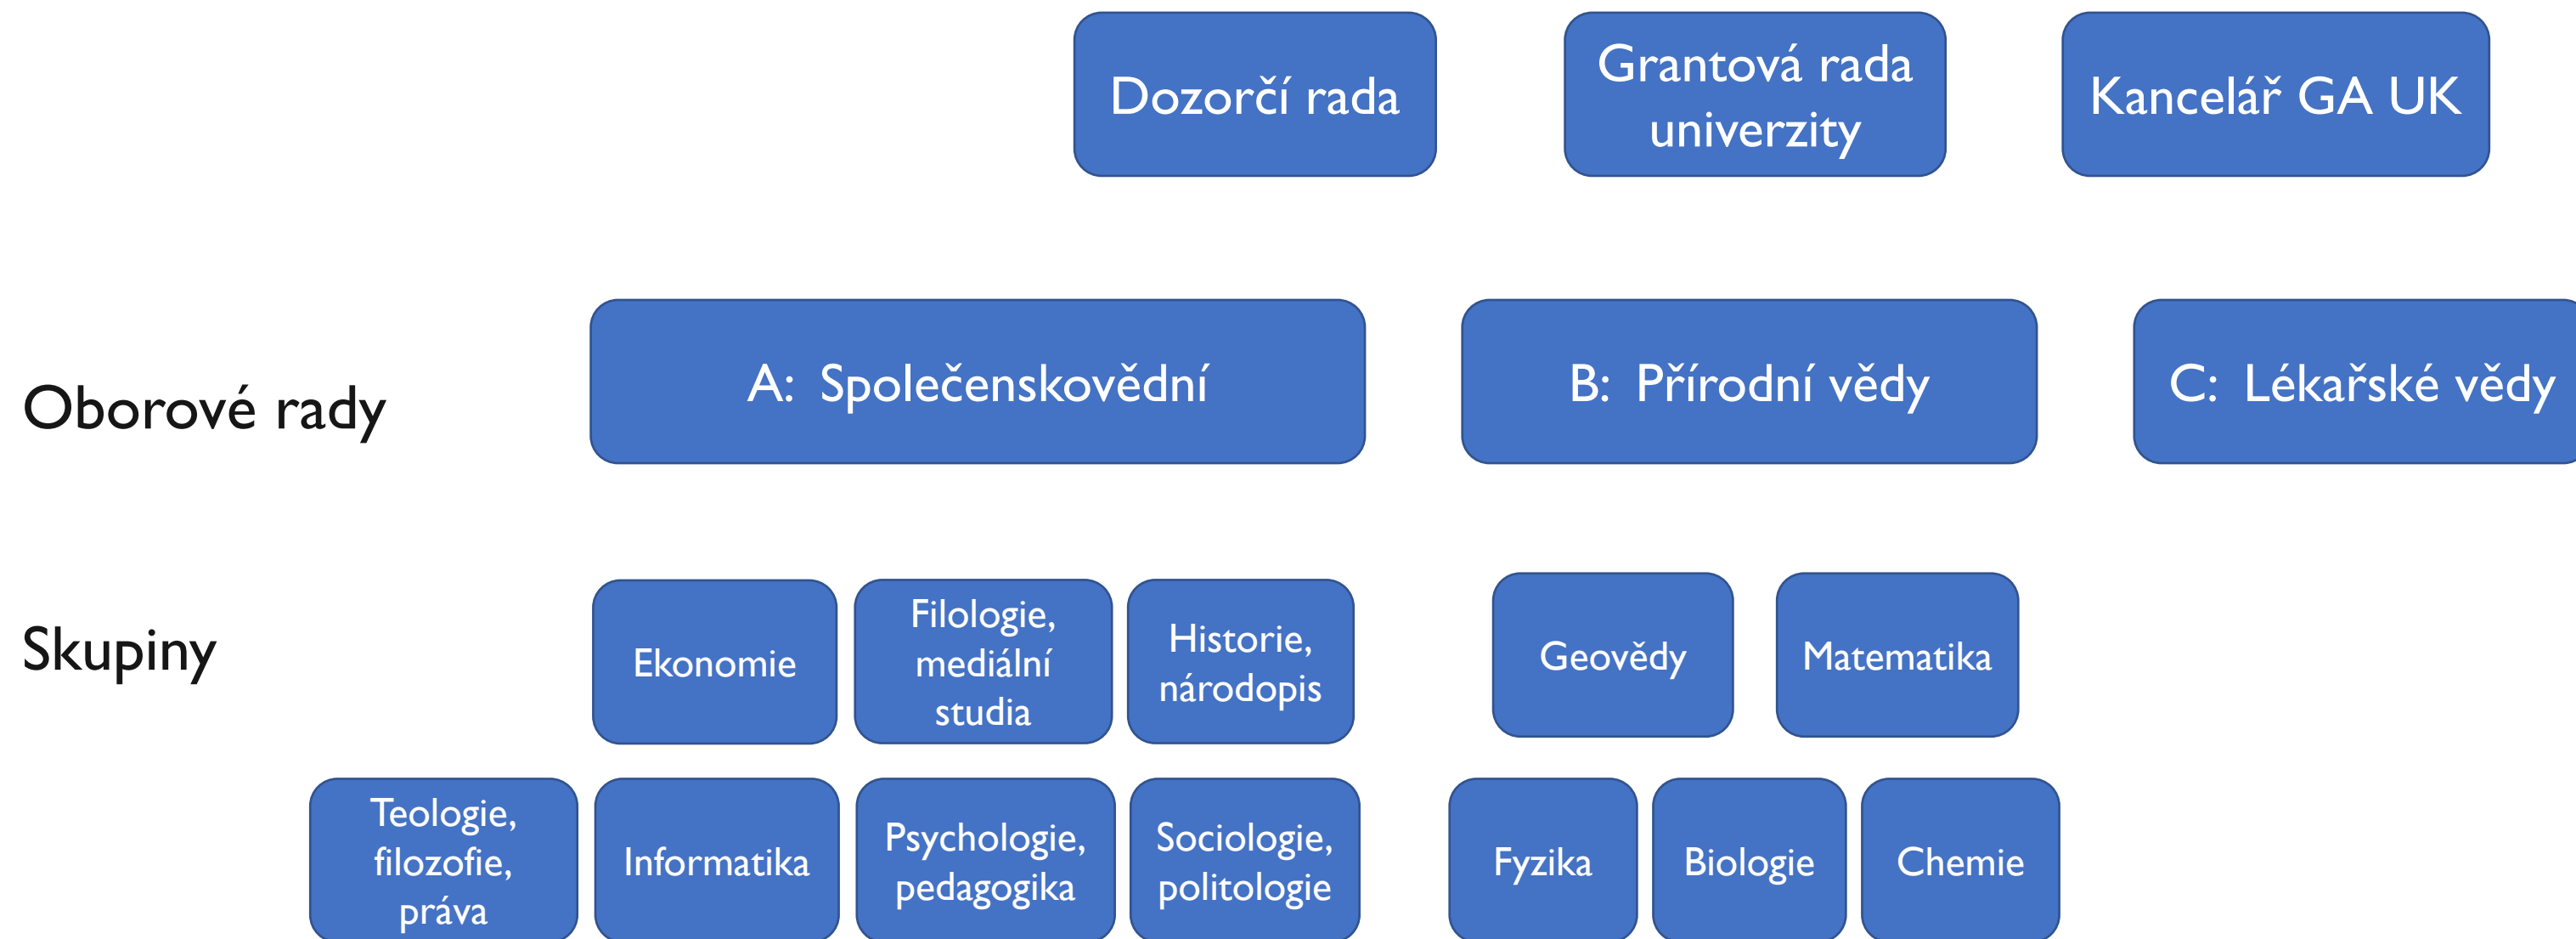 Dozorčí rada
Grantová rada
univerzity
Kancelář GA UK
Oborové rady
A: Společenskovědní
B: Přírodní vědy
C: Lékařské vědy
Skupiny
Ekonomie
Filologie,
mediální
studia
Historie,
národopis
Geovědy
Matematika
Teologie,
filozofie,
práva
Informatika
Psychologie,
pedagogika
Sociologie,
politologie
Fyzika
Biologie
Chemie